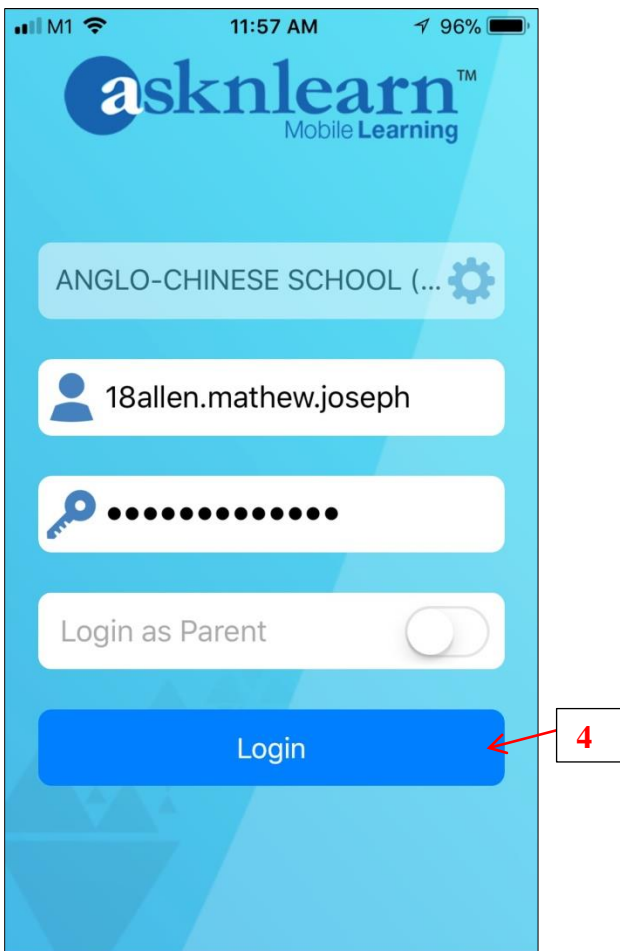 M1 11:57 AM 96%
asknlearn™
Mobile Learning
ANGLO-CHINESE SCHOOL (...
18allen.mathew.joseph
•••••••••••••
Login as Parent
Login
4